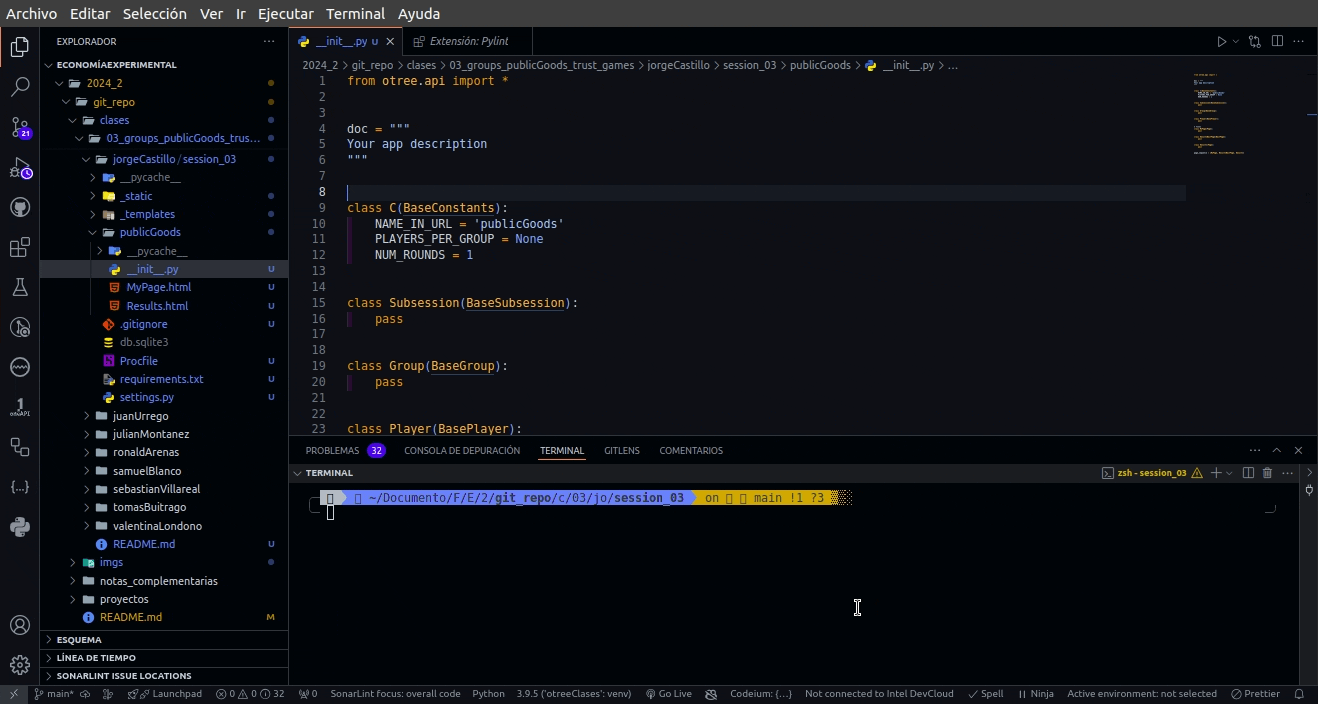 Archivo Editar Selección Ver Ir Ejecutar Terminal Ayuda
EXPLORADOR
ECONOMÍAEXPERIMENTAL
2024_2
git_repo
clases
03_groups_publicGoods_trus...
jorgeCastillo / session_03
__pycache__
_static
_templates
publicGoods
__pycache__
__init__.py U
MyPage.html U
Results.html U
.gitignore U
db.sqlite3
Procfile U
requirements.txt U
settings.py U
juanUrrego
julianMontanez
ronaldArenas
samuelBlanco
sebastianVillareal
tomasBuitrago
valentinaLondono
README.md U
imgs
notas_complementarias
proyectos
README.md M
ESQUEMA
LÍNEA DE TIEMPO
SONARLINT ISSUE LOCATIONS
21
__init__.py U
Extensión: Pylint
2024_2 > git_repo > clases > 03_groups_publicGoods_trust_games > jorgeCastillo > session_03 > publicGoods > __init__.py > ...
1 from otree.api import *
2
3
4 doc = """
5 Your app description
6 """
7
8
9 class C(BaseConstants):
10 NAME_IN_URL = 'publicGoods'
11 PLAYERS_PER_GROUP = None
12 NUM_ROUNDS = 1
13
14
15 class Subsession(BaseSubsession):
16 pass
17
18
19 class Group(BaseGroup):
20 pass
21
22
23 class Player(BasePlayer):
PROBLEMAS 32 CONSOLA DE DEPURACIÓN TERMINAL GITLENS COMENTARIOS
TERMINAL
zsh - session_03
~/Documento/F/E/2/git_repo/c/03/jo/session_03 on main !1 ?3
main* Launchpad 0 0 32 0 SonarLint focus: overall code Python 3.9.5 ('otreeClases': venv) Go Live Codeium: {...} Not connected to Intel DevCloud Spell Ninja Active environment: not selected Prettier